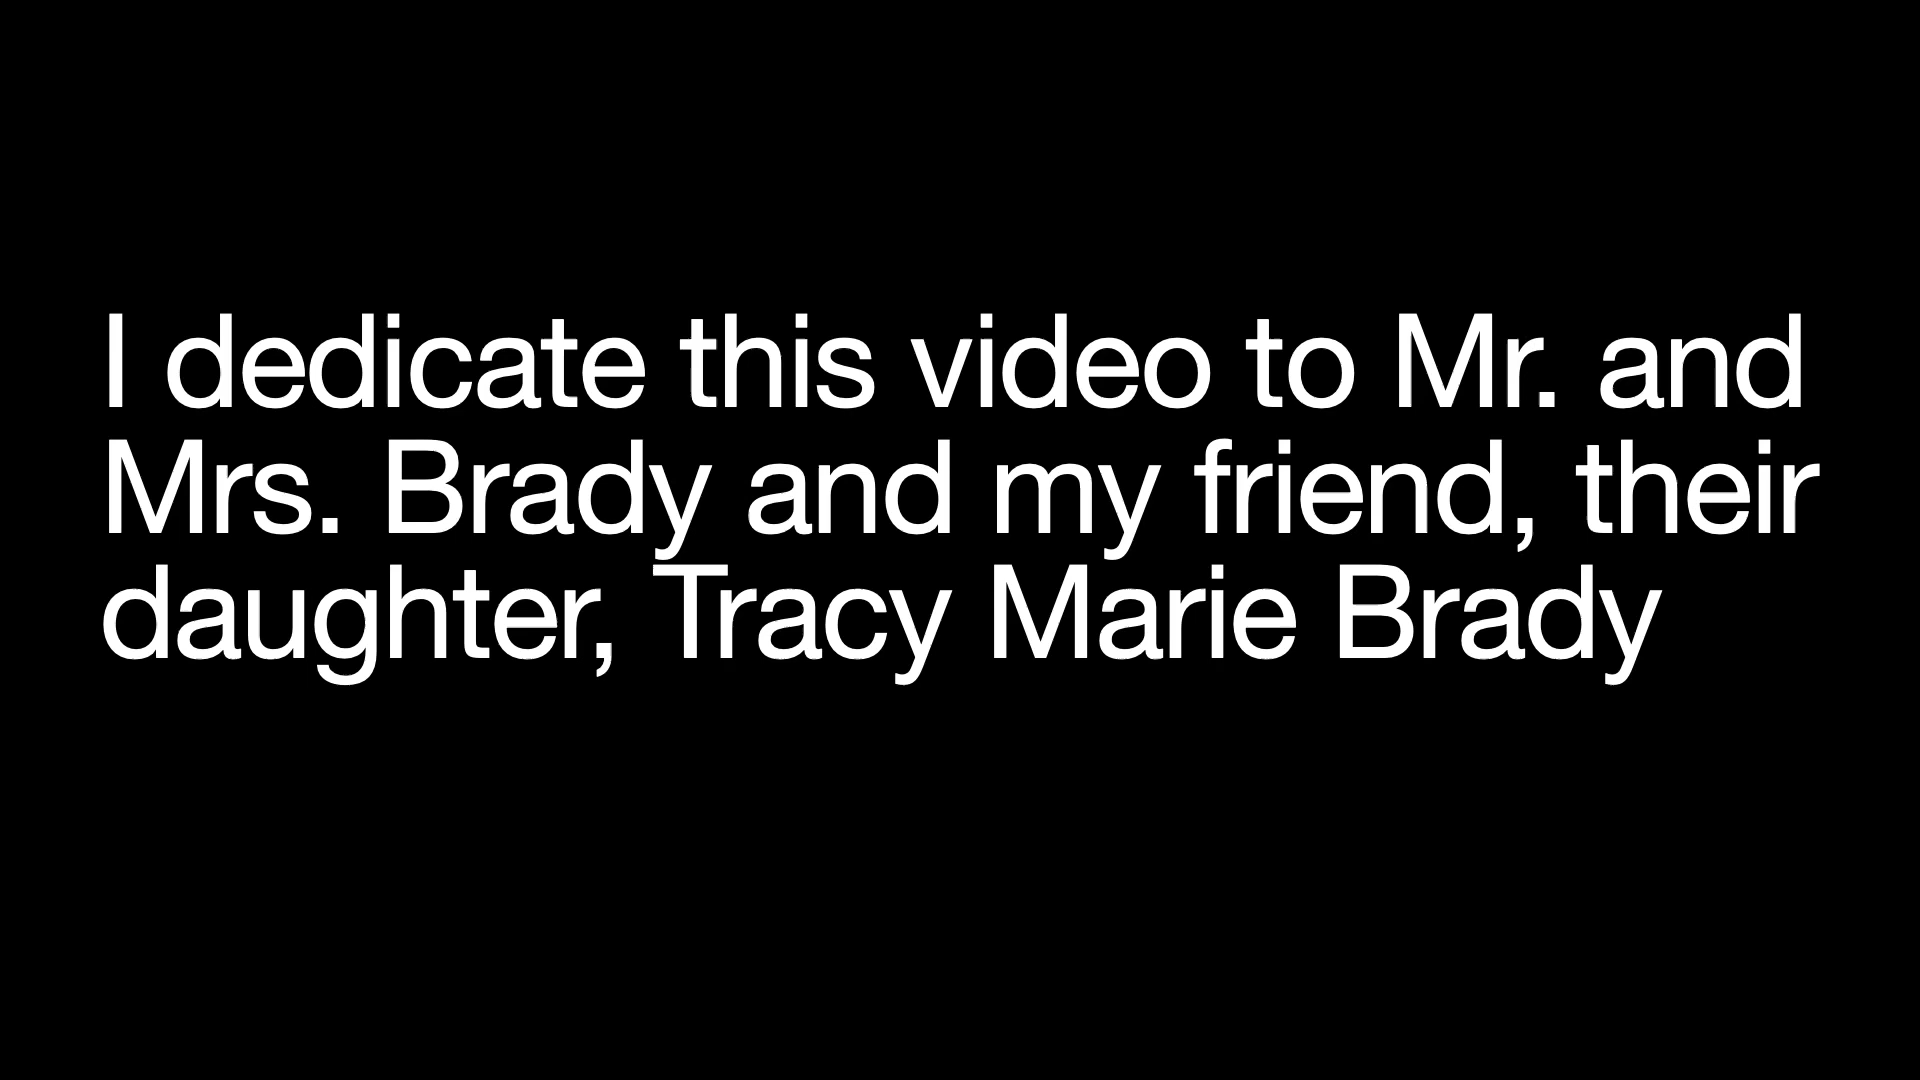 I dedicate this video to Mr. and
Mrs. Brady and my friend, their
daughter, Tracy Marie Brady